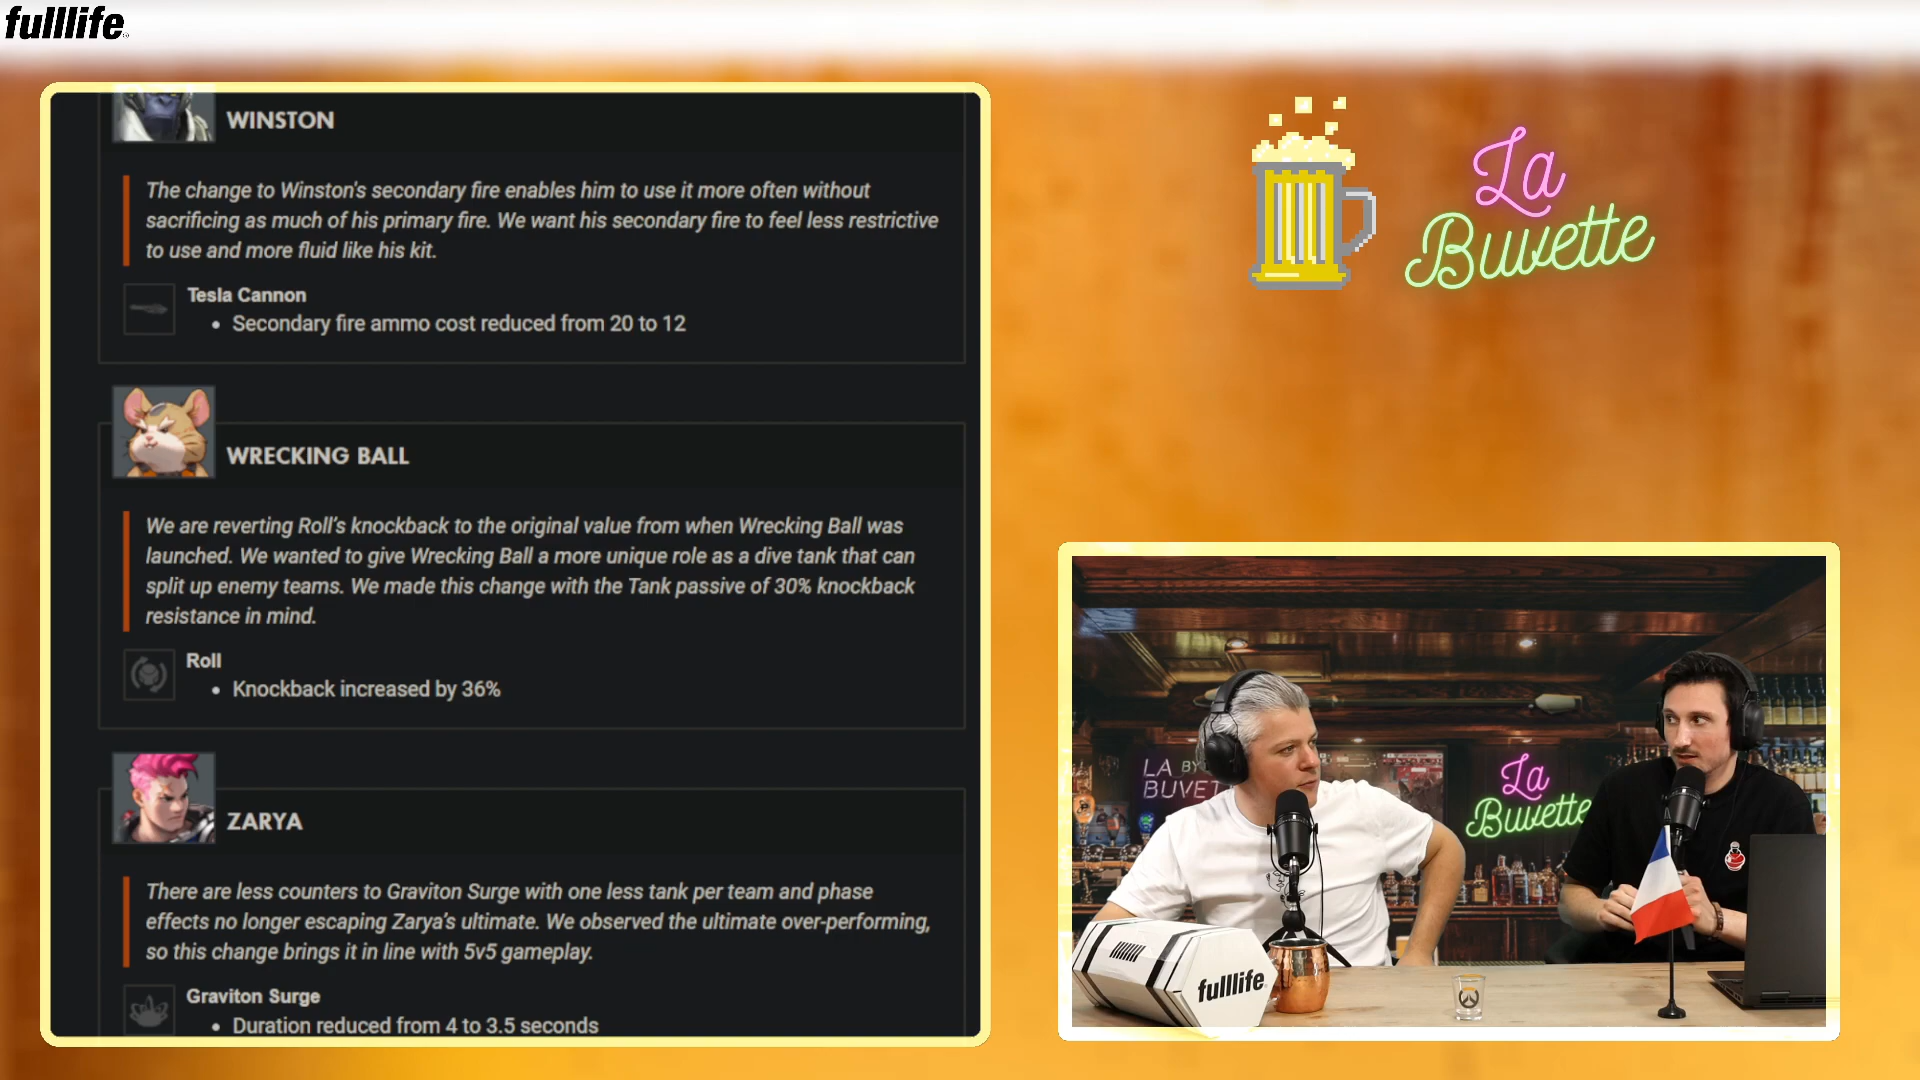 fulllife
WINSTON
The change to Winston's secondary fire enables him to use it more often without
sacrificing as much of his primary fire. We want his secondary fire to feel less restrictive
to use and more fluid like his kit.
Tesla Cannon
• Secondary fire ammo cost reduced from 20 to 12
WRECKING BALL
We are reverting Roll's knockback to the original value from when Wrecking Ball was
launched. We wanted to give Wrecking Ball a more unique role as a dive tank that can
split up enemy teams. We made this change with the Tank passive of 30% knockback
resistance in mind.
Roll
• Knockback increased by 36%
ZARYA
There are less counters to Graviton Surge with one less tank per team and phase
effects no longer escaping Zarya's ultimate. We observed the ultimate over-performing,
so this change brings it in line with 5v5 gameplay.
Graviton Surge
• Duration reduced from 4 to 3.5 seconds
La
Buvette
LA BY
BUVET
La
Buvette
fulllife